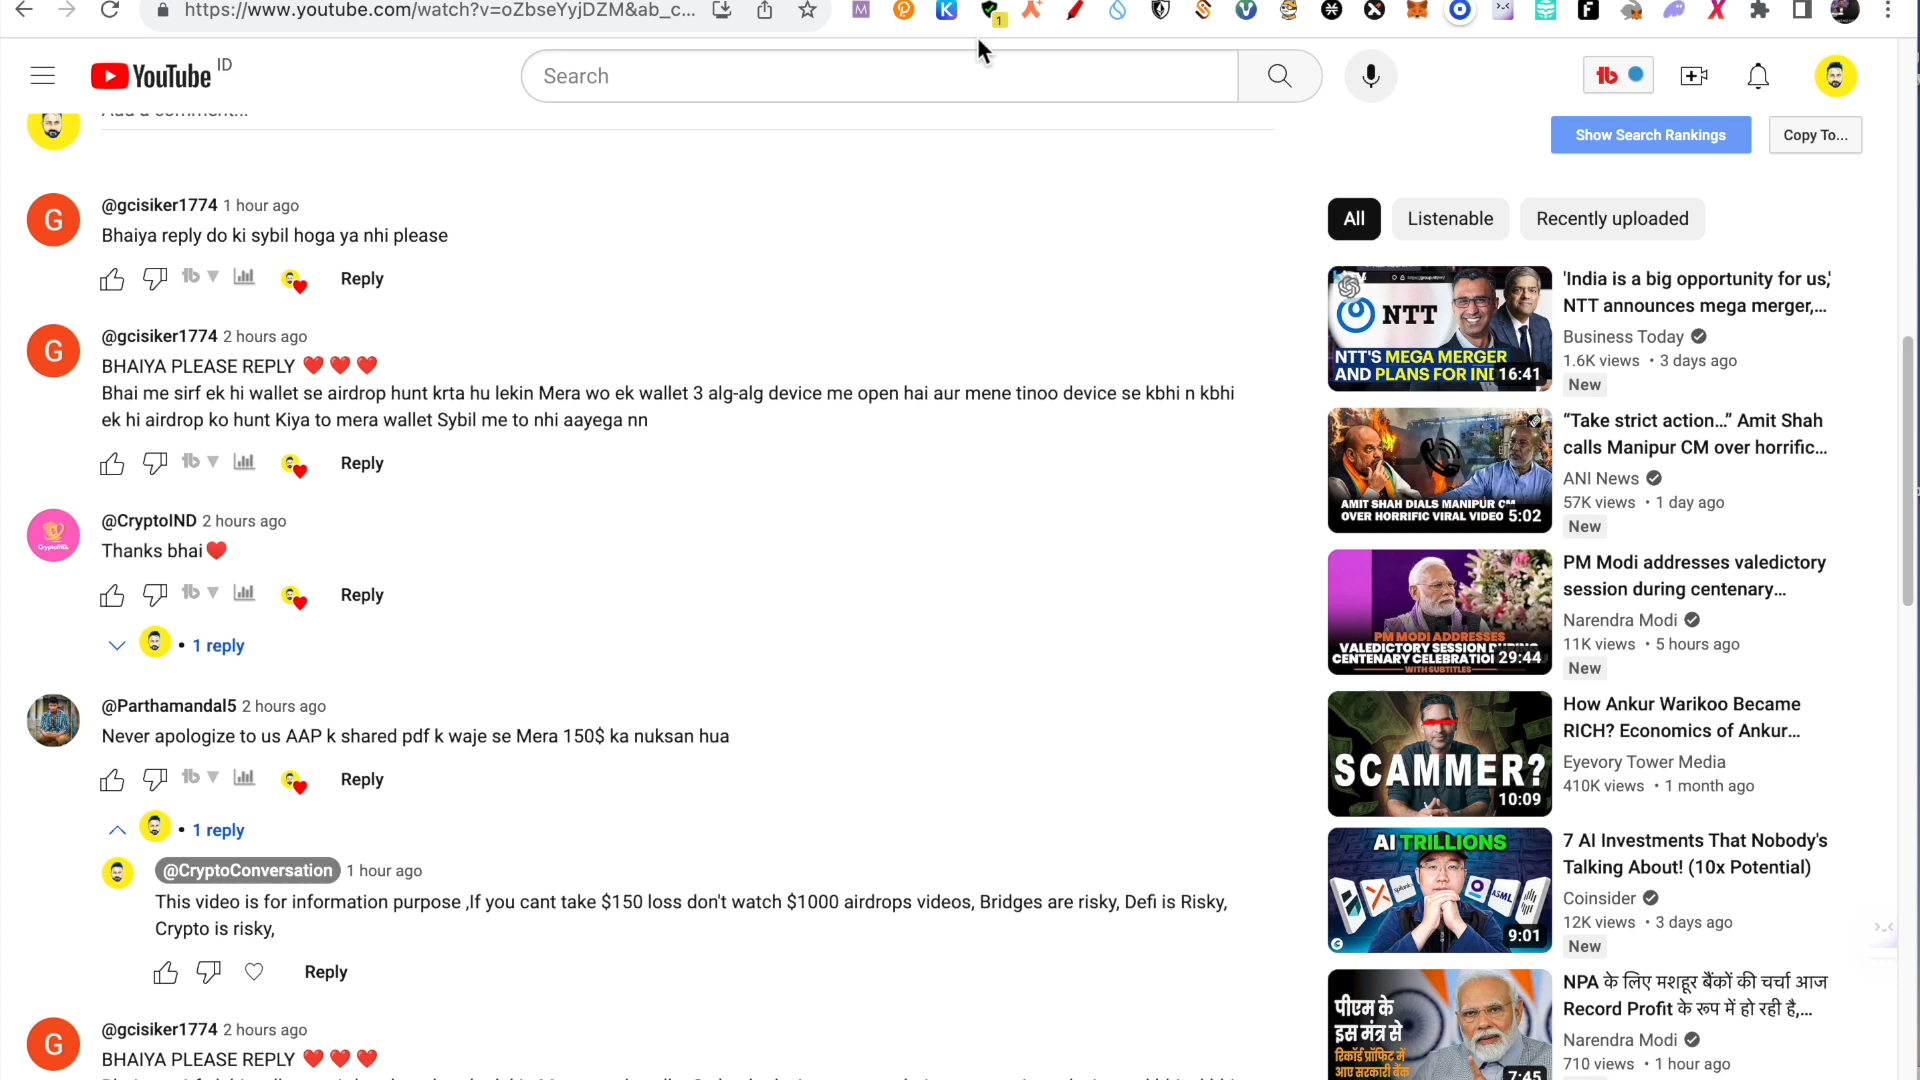 https://www.youtube.com/watch?v=oZbseYyjDZM&ab_c...
1
YouTube ID
Search
Add a comment...
Show Search Rankings
Copy To...
@gcisiker1774 1 hour ago
Bhaiya reply do ki sybil hoga ya nhi please
Reply
@gcisiker1774 2 hours ago
BHAIYA PLEASE REPLY ❤️ ❤️ ❤️
Bhai me sirf ek hi wallet se airdrop hunt krta hu lekin Mera wo ek wallet 3 alg-alg device me open hai aur mene tinoo device se kbhi n kbhi
ek hi airdrop ko hunt Kiya to mera wallet Sybil me to nhi aayega nn
Reply
@CryptoIND 2 hours ago
Thanks bhai❤️
Reply
• 1 reply
@Parthamandal5 2 hours ago
Never apologize to us AAP k shared pdf k waje se Mera 150$ ka nuksan hua
Reply
• 1 reply
@CryptoConversation 1 hour ago
This video is for information purpose ,If you cant take $150 loss don't watch $1000 airdrops videos, Bridges are risky, Defi is Risky,
Crypto is risky,
Reply
@gcisiker1774 2 hours ago
BHAIYA PLEASE REPLY ❤️ ❤️ ❤️
All
Listenable
Recently uploaded
NTT
NTT'S MEGA MERGER
AND PLANS FOR IND
16:41
'India is a big opportunity for us,'
NTT announces mega merger,...
Business Today
1.6K views • 3 days ago
New
AMIT SHAH DIALS MANIPUR CM
OVER HORRIFIC VIRAL VIDEO
5:02
“Take strict action...” Amit Shah
calls Manipur CM over horrific...
ANI News
57K views • 1 day ago
New
PM MODI ADDRESSES
VALEDICTORY SESSION DURING
CENTENARY CELEBRATIO
WITH SUBTITLES
29:44
PM Modi addresses valedictory
session during centenary...
Narendra Modi
11K views • 5 hours ago
New
SCAMMER?
10:09
How Ankur Warikoo Became
RICH? Economics of Ankur...
Eyevory Tower Media
410K views • 1 month ago
AI TRILLIONS
splunk>
ASML
9:01
7 AI Investments That Nobody's
Talking About! (10x Potential)
Coinsider
12K views • 3 days ago
New
पीएम के
इस मंत्र से
रिकॉर्ड प्रॉफिट में
आए सरकारी बैंक
7:45
NPA के लिए मशहूर बैंकों की चर्चा आज
Record Profit के रूप में हो रही है,...
Narendra Modi
710 views • 1 hour ago